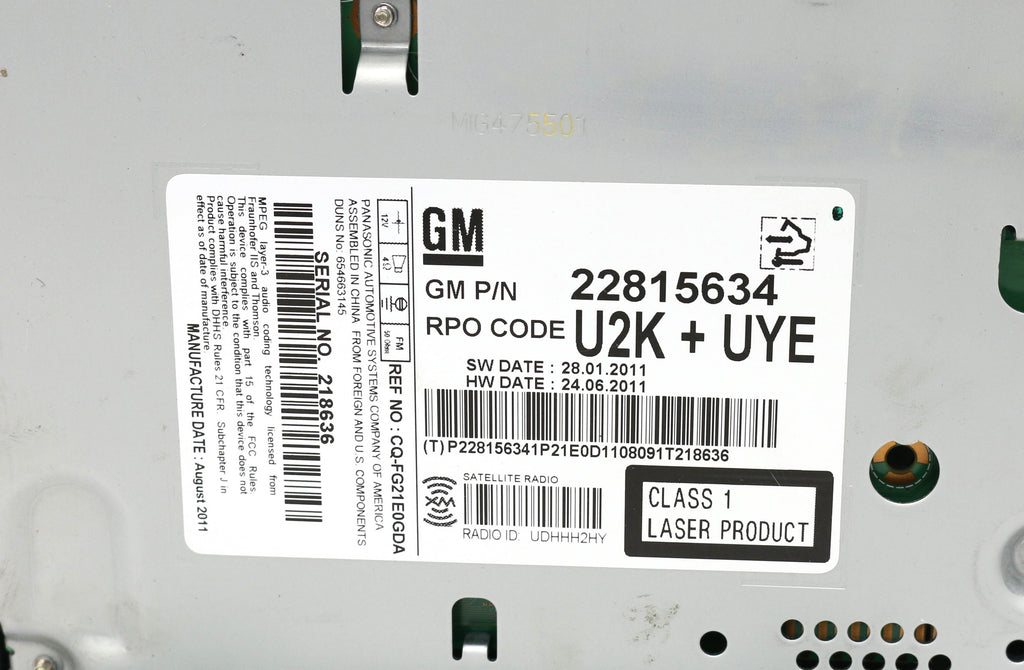 MIG475501
GM
GM P/N 22815634
RPO CODE U2K + UYE
SW DATE : 28.01.2011
HW DATE : 24.06.2011
(T) P228156341P21E0D1108091T218636
XM
SATELLITE RADIO
RADIO ID: UDHHH2HY
CLASS 1
LASER PRODUCT
12V
4Ω
FM
50 Ohms
REF NO : CQ-FG21E0GDA
PANASONIC AUTOMOTIVE SYSTEMS COMPANY OF AMERICA
ASSEMBLED IN CHINA FROM FOREIGN AND U.S. COMPONENTS
DUNS No. 654663145
SERIAL NO. 218636
MPEG layer-3 audio coding technology licensed from
Fraunhofer IIS and Thomson.
This device complies with part 15 of the FCC Rules
Operation is subject to the condition that this device does not
cause harmful interference.
Product complies with DHHS Rules 21 CFR. Subchapter J in
effect as of date of manufacture
MANUFACTURE DATE : August 2011